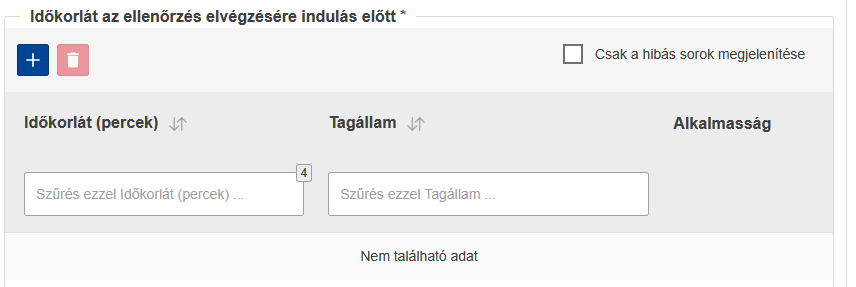 Időkorlát az ellenőrzés elvégzésére indulás előtt *
Csak a hibás sorok megjelenítése
Időkorlát (percek) Tagállam Alkalmasság
4
Szűrés ezzel Időkorlát (percek) ... Szűrés ezzel Tagállam ...
Nem található adat